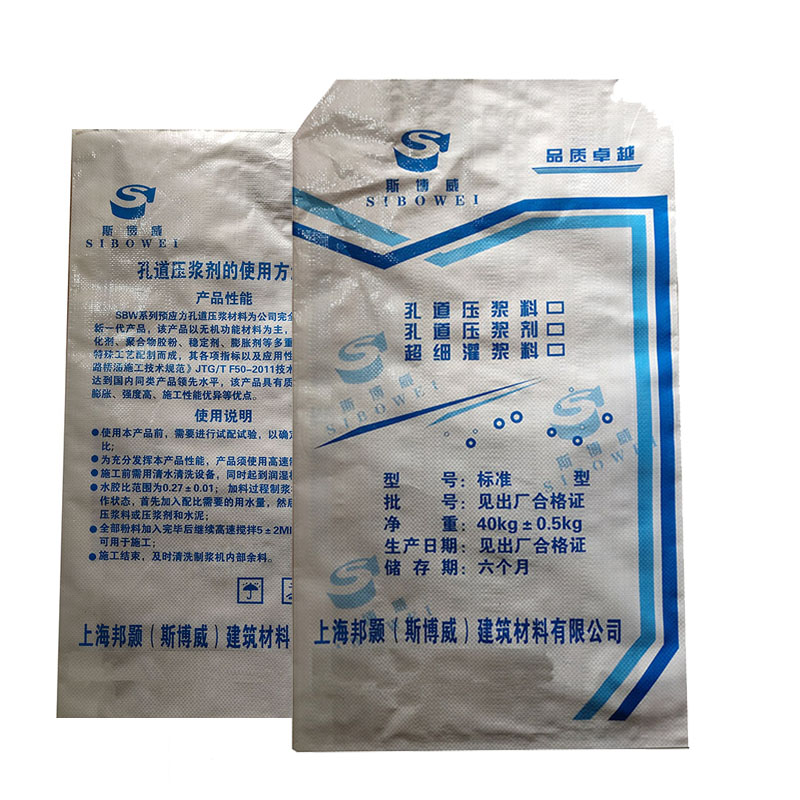 斯博威
SIBOWEI
孔道压浆剂的使用方
产品性能
SBW系列预应力孔道压浆材料为公司完全
新一代产品，该产品以无机功能材料为主，
化剂、聚合物胶粉、稳定剂、膨胀剂等多重
特殊工艺配制而成，其各项指标以及应用性
路桥涵施工技术规范》JTG/T F50-2011技术
达到国内同类产品领先水平，该产品具有质
膨胀、强度高、施工性能优异等优点。
使用说明
●使用本产品前，需要进行试配试验，以确定
比；
●为充分发挥本产品性能，产品须使用高速制
●施工前需用清水清洗设备，同时起到润湿
●水胶比范围为0.27±0.01； 加料过程制浆
作状态，首先加入配比需要的用水量，然后
压浆料或压浆剂和水泥；
●全部粉料加入完毕后继续高速搅拌5±2MI
可用于施工；
●施工结束，及时清洗制浆机内部余料。
上海邦颢（斯博威）建筑材料
斯博威
SIBOWEI
品质卓越
孔道压浆料□
孔道压浆剂□
超细灌浆料□
斯博威
SIBOWEI
斯博威
SIBOWEI
型 号：标准 型
批 号：见出厂合格证
净 重：40kg±0.5kg
生产日期：见出厂合格证
储存期：六个月
斯博威
SIBOWEI
上海邦颢（斯博威）建筑材料有限公司